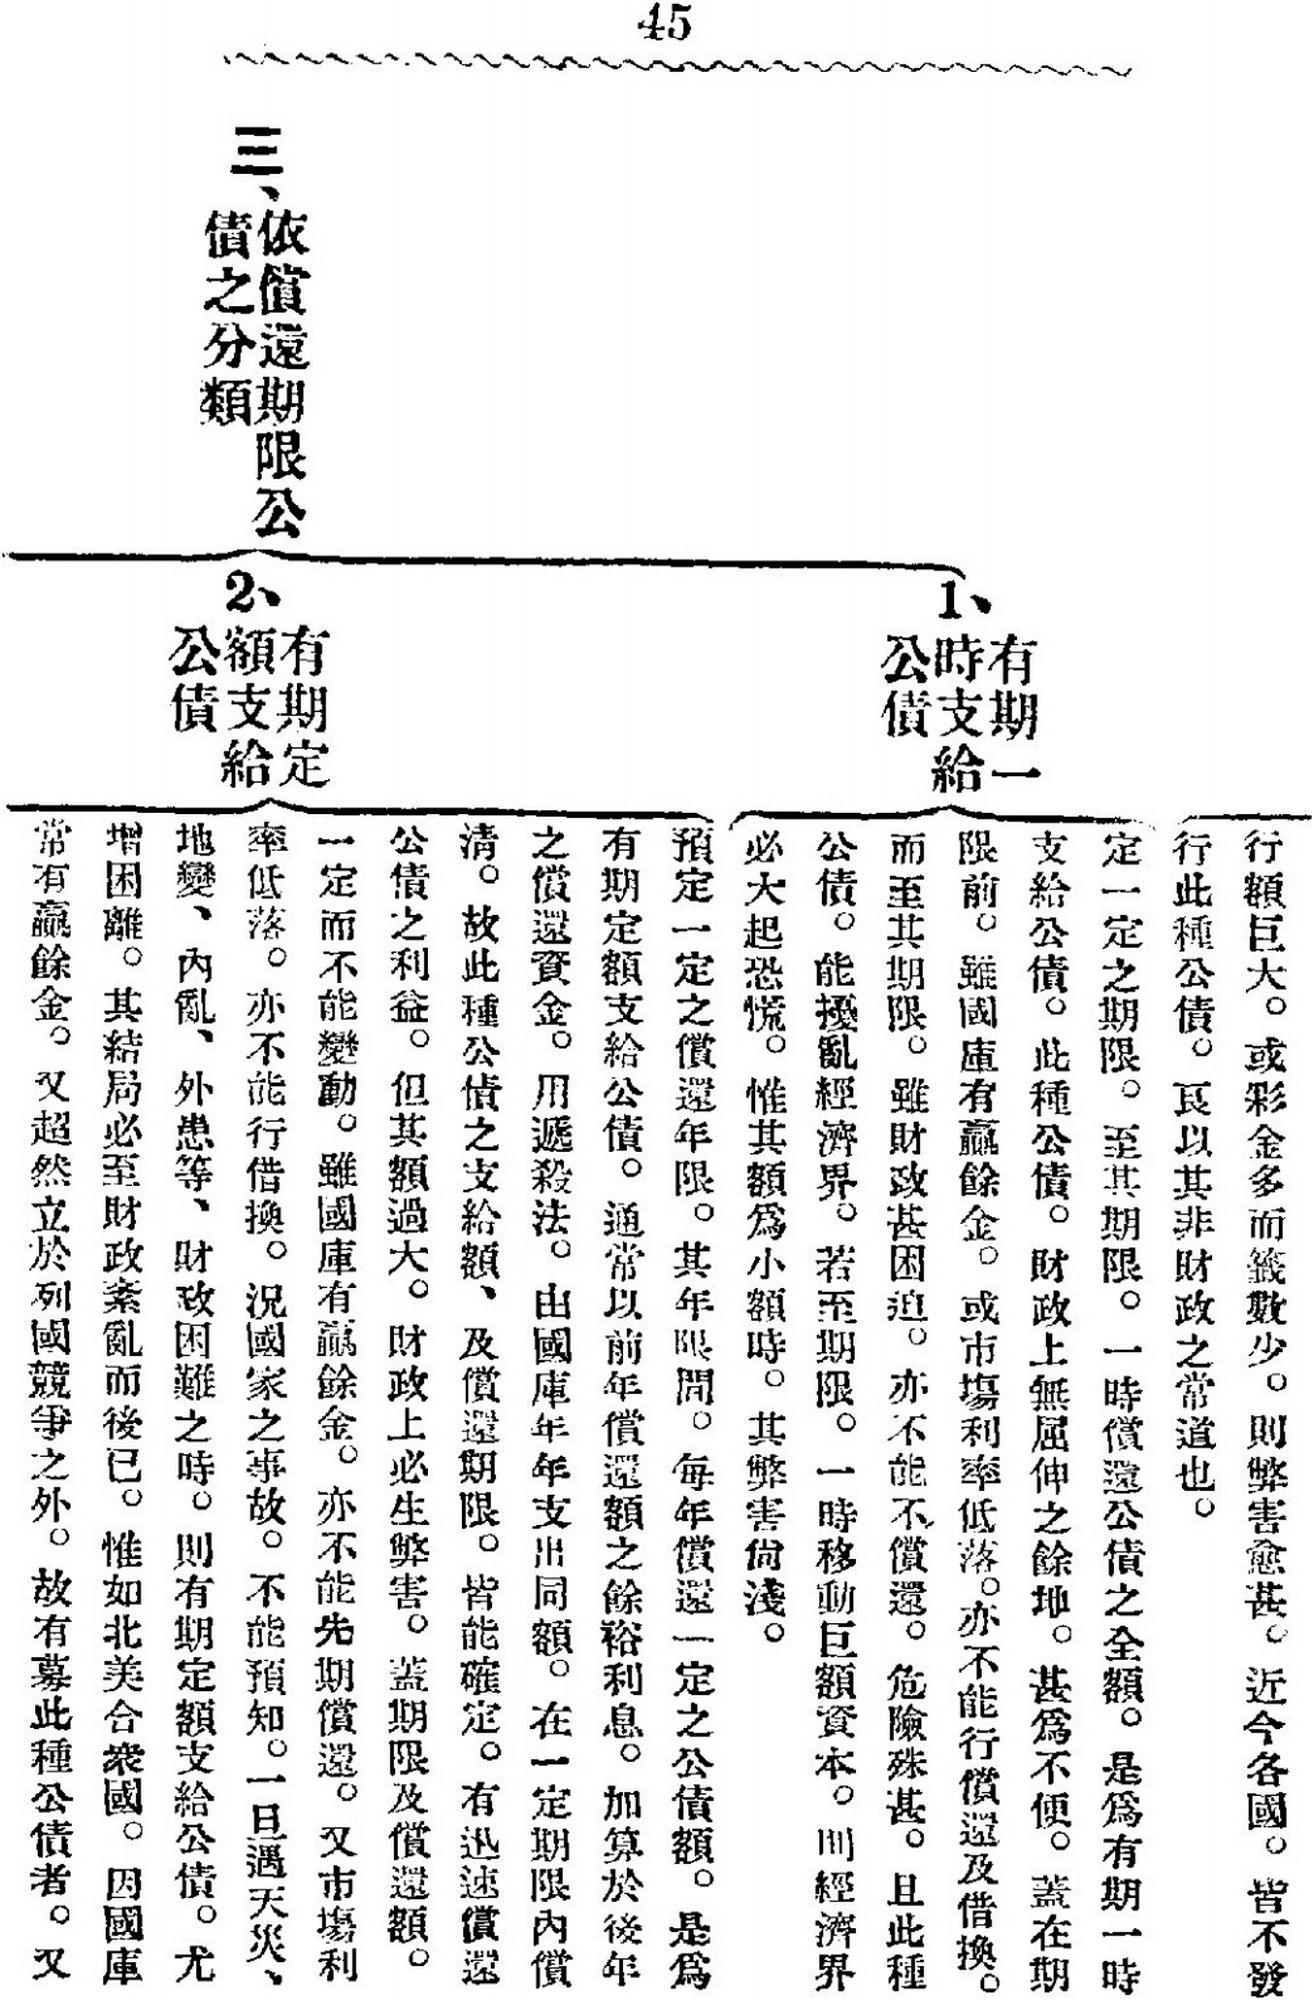 45
行額巨大。或彩金多而籤數少。則弊害愈甚。近今各國。皆不發
行此種公債。良以其非財政之常道也。
三、依償還期限公
債之分類
1、有期一
時支給
公債
定一定之期限。至其期限。一時償還公債之全額。是爲有期一時
支給公債。此種公債。財政上無屈伸之餘地。甚爲不便。蓋在期
限前。雖國庫有贏餘金。或市場利率低落。亦不能行償還及借換。
而至其期限。雖財政甚困迫。亦不能不償還。危險殊甚。且此種
公債。能擾亂經濟界。若至期限。一時移動巨額資本。則經濟界
必大起恐慌。惟其額爲小額時。其弊害尙淺。
2、有期定
額支給
公債
預定一定之償還年限。其年限間。每年償還一定之公債額。是爲
有期定額支給公債。通常以前年償還額之餘裕利息。加算於後年
之償還資金。用遞殺法。由國庫年年支出同額。在一定期限內償
淸。故此種公債之支給額、及償還期限。皆能確定。有迅速償還
公債之利益。但其額過大。財政上必生弊害。蓋期限及償還額。
一定而不能變動。雖國庫有贏餘金。亦不能先期償還。又市場利
率低落。亦不能行借換。況國家之事故。不能預知。一旦遇天災、
地變、內亂、外患等、財政困難之時。則有期定額支給公債。尤
增困離。其結局必至財政紊亂而後已。惟如北美合衆國。因國庫
常有贏餘金。又超然立於列國競爭之外。故有募此種公債者。又